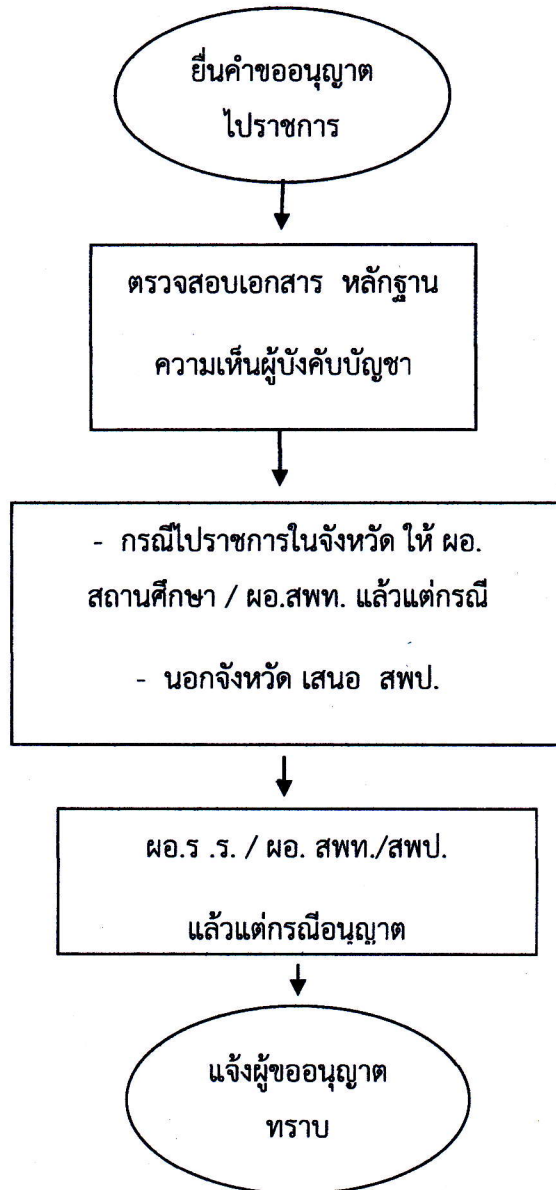 ยื่นคำขออนุญาต
ไปราชการ
ตรวจสอบเอกสาร หลักฐาน
ความเห็นผู้บังคับบัญชา
- กรณีไปราชการในจังหวัด ให้ ผอ.
สถานศึกษา / ผอ.สพท. แล้วแต่กรณี
- นอกจังหวัด เสนอ สพป.
ผอ.ร .ร. / ผอ. สพท./สพป.
แล้วแต่กรณีอนุญาต
แจ้งผู้ขออนุญาต
ทราบ